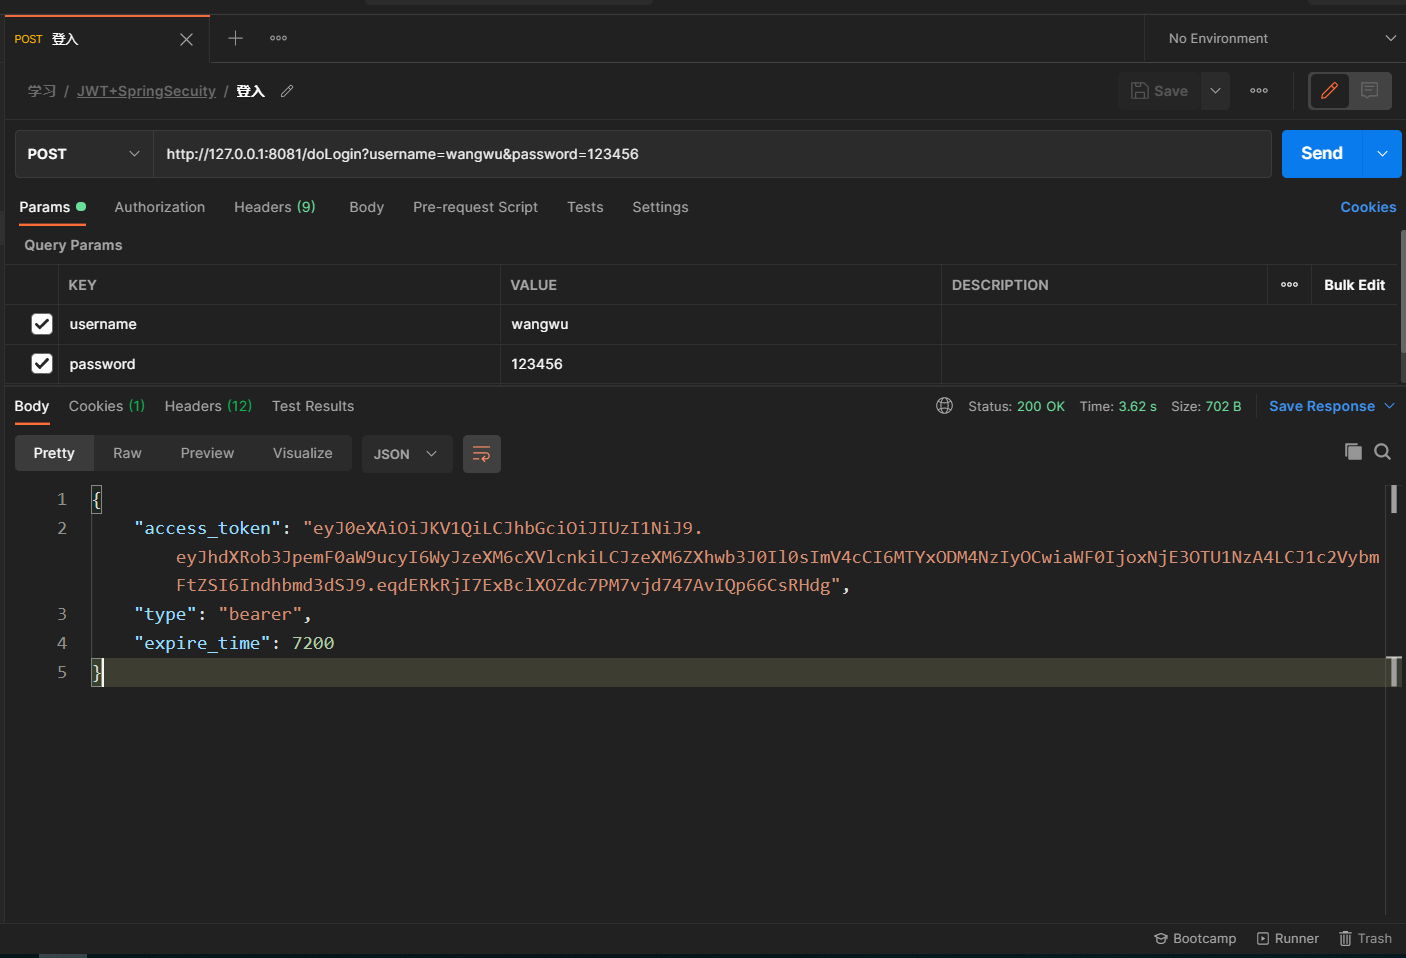 POST 登入
No Environment
学习 / JWT+SpringSecuity / 登入
Save
POST http://127.0.0.1:8081/doLogin?username=wangwu&password=123456 Send
Params Authorization Headers (9) Body Pre-request Script Tests Settings Cookies
Query Params
KEY VALUE DESCRIPTION Bulk Edit
username wangwu
password 123456
Body Cookies (1) Headers (12) Test Results Status: 200 OK Time: 3.62 s Size: 702 B Save Response
Pretty Raw Preview Visualize JSON
1 {
2 "access_token": "eyJ0eXAiOiJKV1QiLCJhbGciOiJIUzI1NiJ9.
eyJhdXRob3JpemF0aW9ucyI6WyJzeXM6cXVlcnkiLCJzeXM6ZXhwb3J0Il0sImV4cCI6MTYxODM4NzIyOCwiaWF0IjoxNjE3OTU1NzA4LCJ1c2Vybm
FtZSI6Indhbmd3dSJ9.eqdERkRjI7ExBclXOZdc7PM7vjd747AvIQp66CsRHdg",
3 "type": "bearer",
4 "expire_time": 7200
5 }
Bootcamp Runner Trash